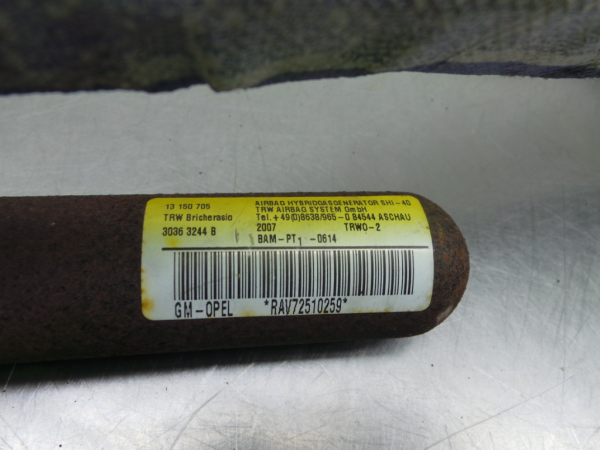 13 150 705
TRW Bricherasio
3036 3244 B
AIRBAG HYBRIDGASGENERATOR SHI-40
TRW AIRBAG SYSTEM GmbH
Tel.+49(0)8638/965-0 84544 ASCHAU
2007 TRWO-2
BAM-PT1-0614
GM-OPEL *RAV72510259*